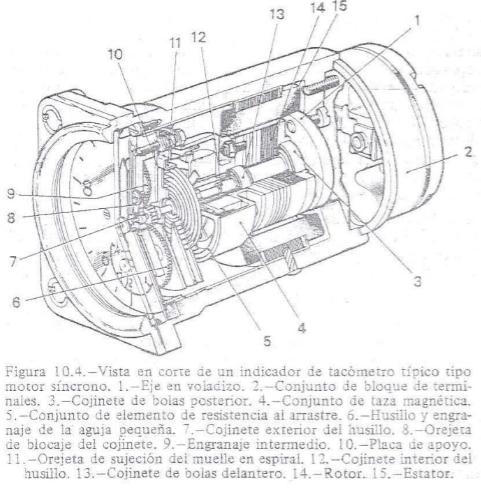 13
14
15
12
1
11
10
2
9
8
7
3
6
5
4
Figura 10.4.—Vista en corte de un indicador de tacómetro típico tipo
motor síncrono. 1.—Eje en voladizo. 2.—Conjunto de bloque de termi-
nales. 3.—Cojinete de bolas posterior. 4.—Conjunto de taza magnética.
5.—Conjunto de elemento de resistencia al arrastre. 6.—Husillo y engra-
naje de la aguja pequeña. 7.—Cojinete exterior del husillo. 8.—Orejeta
de blocaje del cojinete. 9.—Engranaje intermedio. 10.—Placa de apoyo.
11.—Orejeta de sujeción del muelle en espiral. 12.—Cojinete interior del
husillo. 13.—Cojinete de bolas delantero. 14.—Rotor. 15.—Estator.